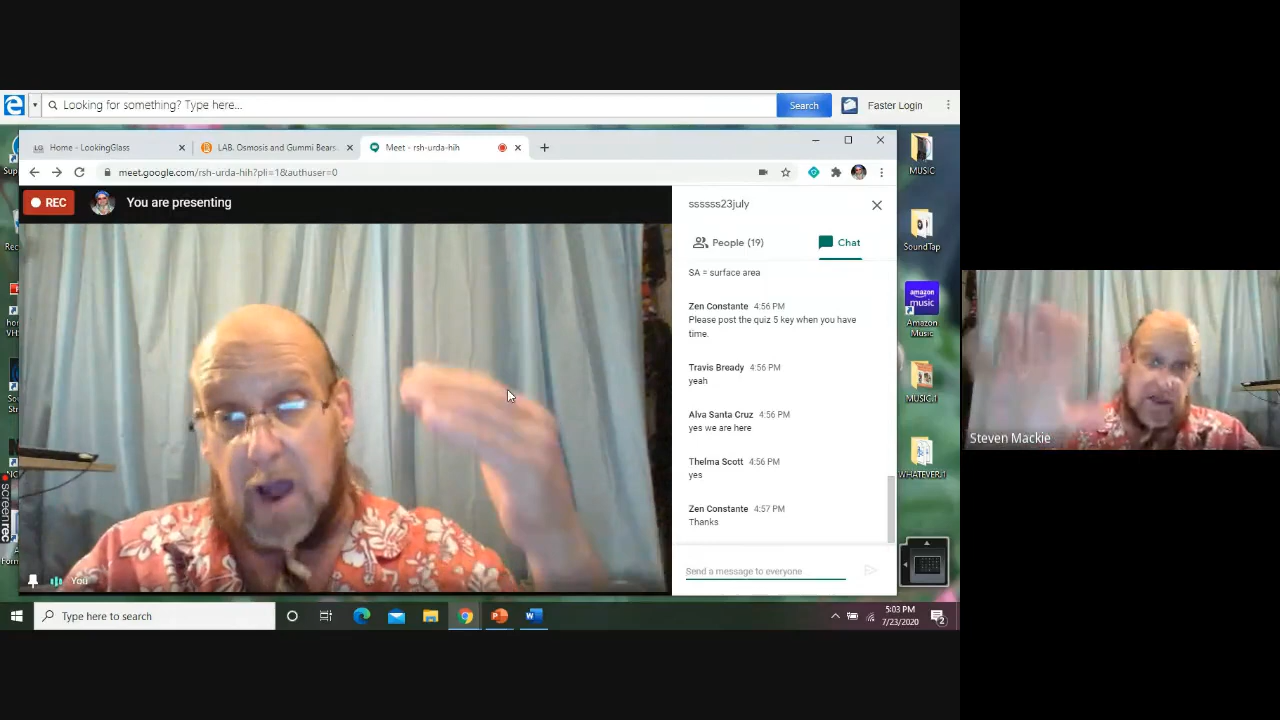 Looking for something? Type here...
Search
Faster Login
Home - LookingGlass
LAB. Osmosis and Gummi Bears.
Meet - rsh-urda-hih
meet.google.com/rsh-urda-hih?pli=1&authuser=0
REC
You are presenting
ssssss23july
People (19)
Chat
SA = surface area
Zen Constante 4:56 PM
Please post the quiz 5 key when you have
time.
Travis Bready 4:56 PM
yeah
Alva Santa Cruz 4:56 PM
yes we are here
Thelma Scott 4:56 PM
yes
Zen Constante 4:57 PM
Thanks
Send a message to everyone
You
MUSIC
SoundTap
amazon
music
Amazon
Music
MUSIC.1
WHATEVER.1
screenrec
Steven Mackie
Type here to search
5:03 PM
7/23/2020
2